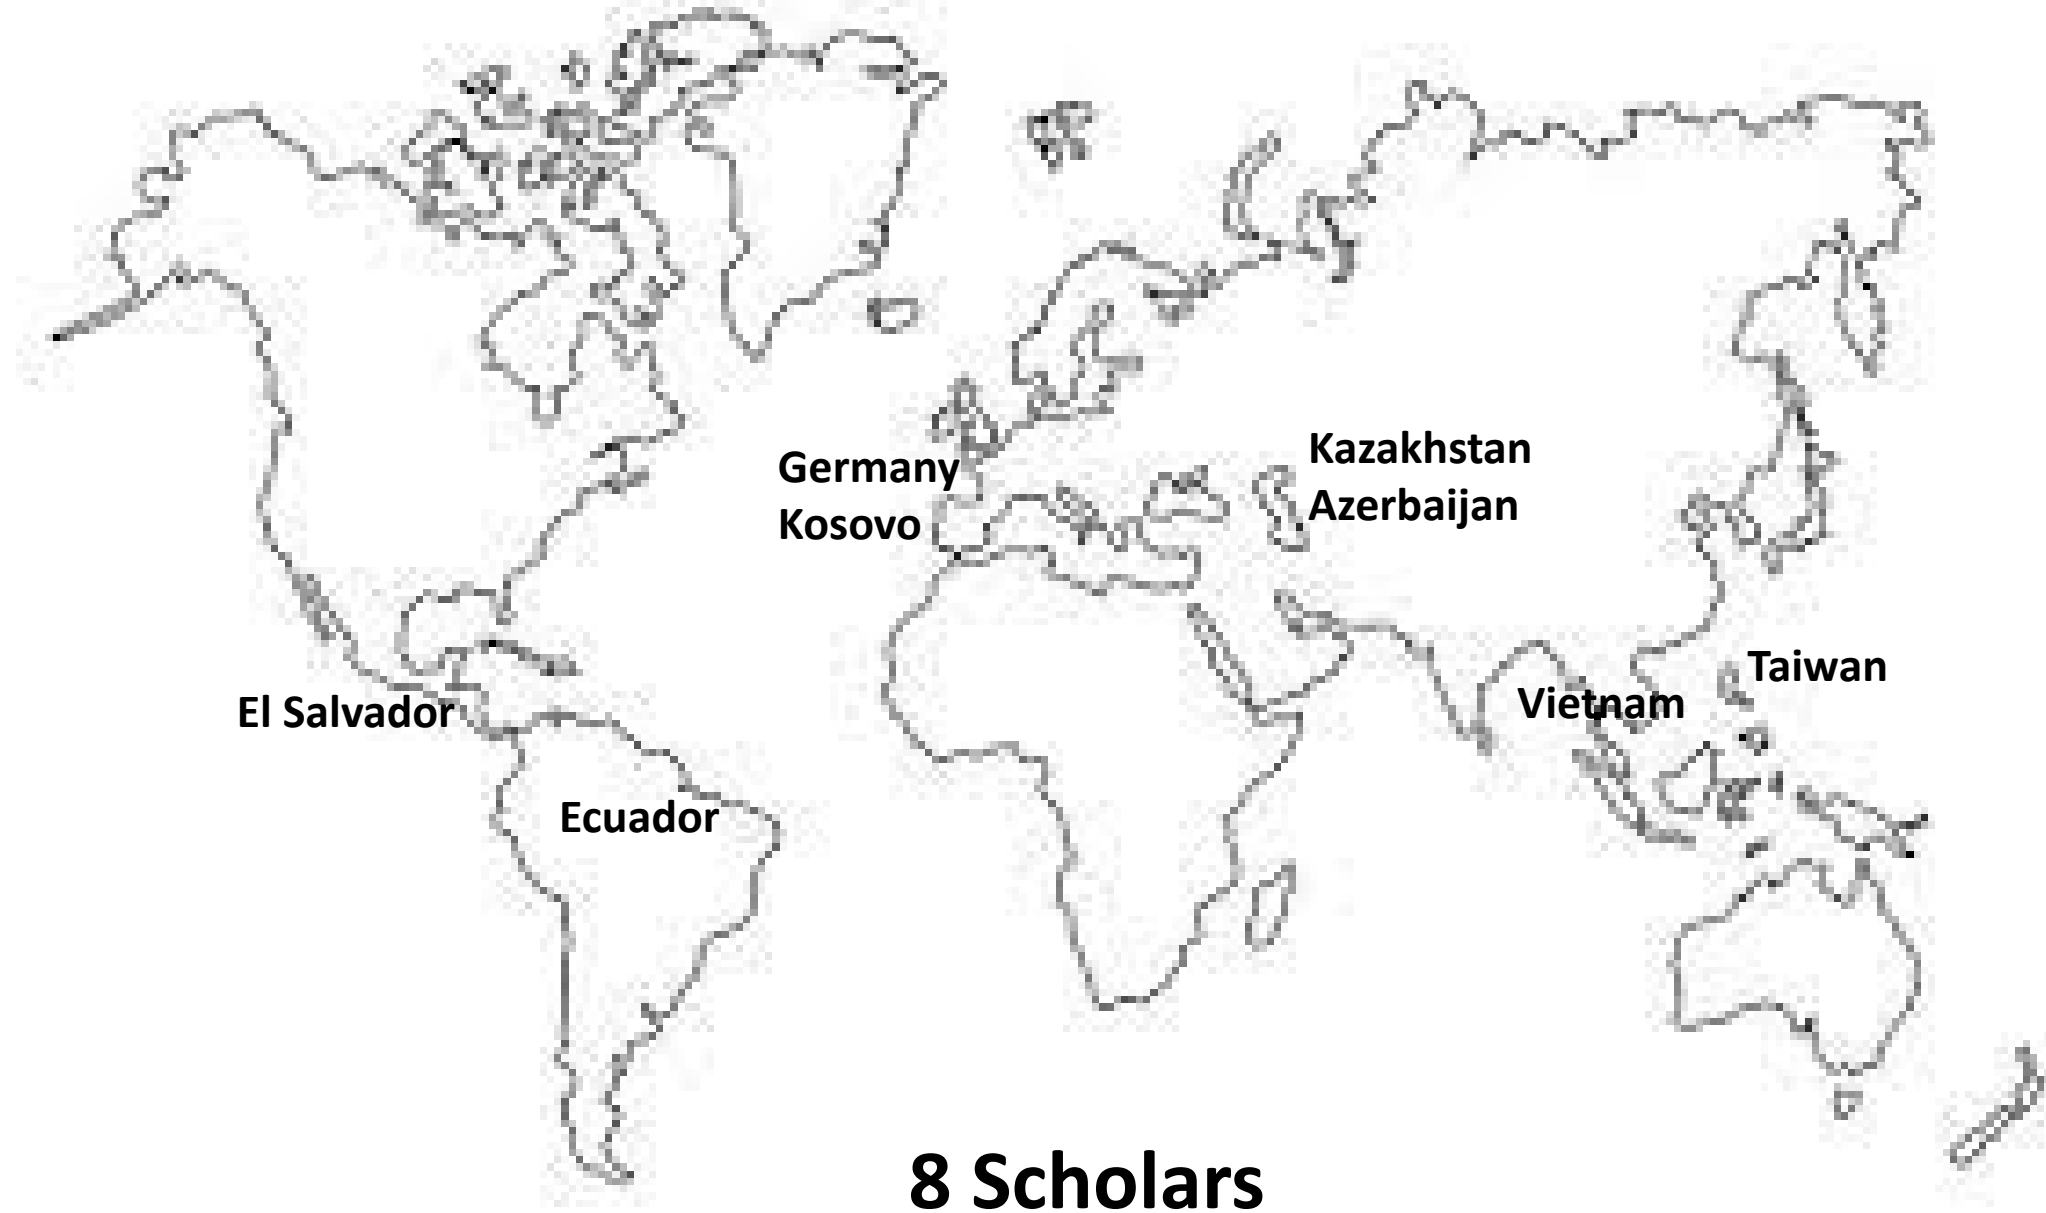 Germany
Kosovo
Kazakhstan
Azerbaijan
El Salvador
Ecuador
Vietnam
Taiwan
8 Scholars